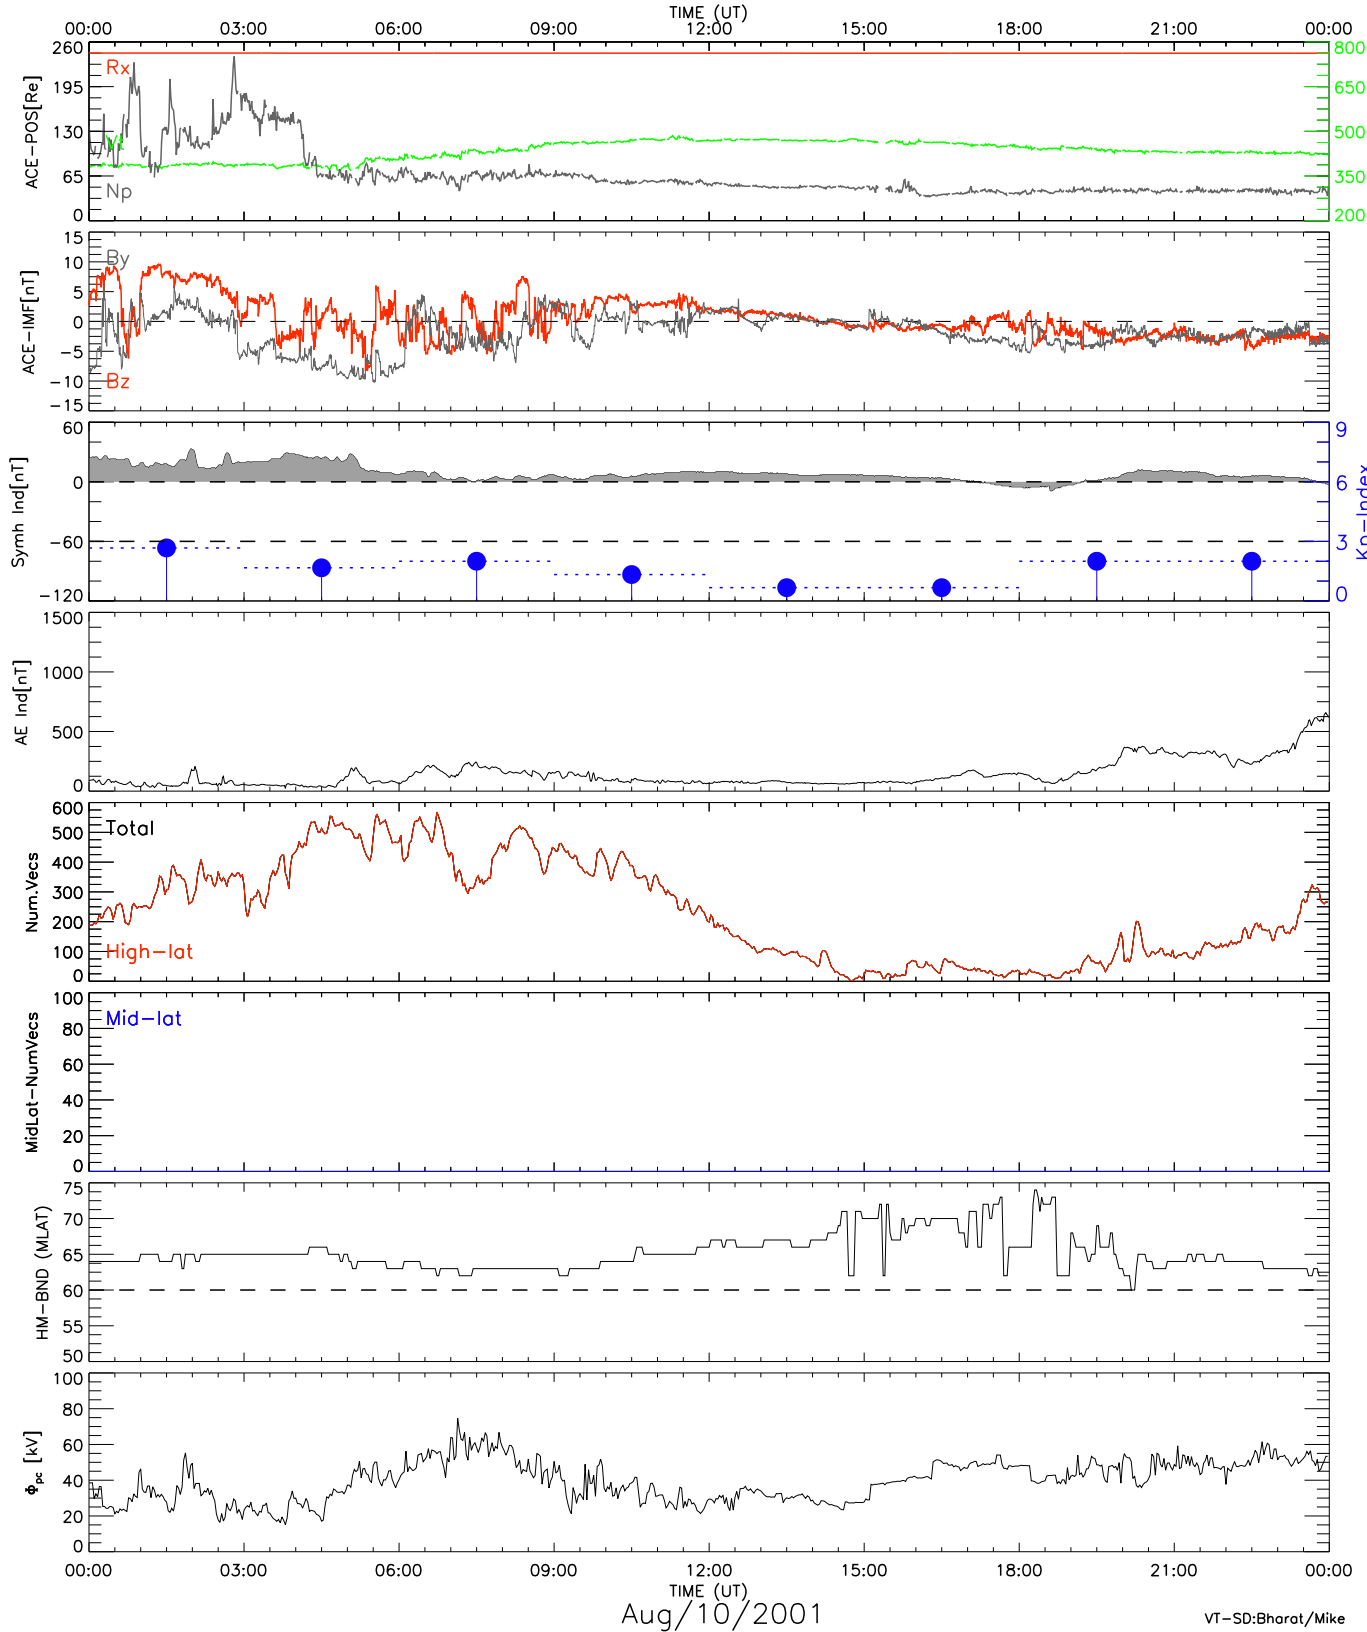 TIME (UT)
00:00 03:00 06:00 09:00 12:00 15:00 18:00 21:00 00:00
ACE-POS[Re]
260
195
130
65
0
Rx
Np
800
650
500
350
200
ACE-IMF[nT]
15
10
5
0
-5
-10
-15
By
Bz
Symh Ind[nT]
60
0
-60
-120
9
6
3
0
Kp-Index
AE Ind[nT]
1500
1000
500
0
Num.Vecs
600
500
400
300
200
100
0
Total
High-lat
MidLat-NumVecs
100
80
60
40
20
0
Mid-lat
HM-BND (MLAT)
75
70
65
60
55
50
Φpc [kV]
100
80
60
40
20
0
00:00 03:00 06:00 09:00 12:00 15:00 18:00 21:00 00:00
TIME (UT)
Aug/10/2001
VT-SD:Bharat/Mike